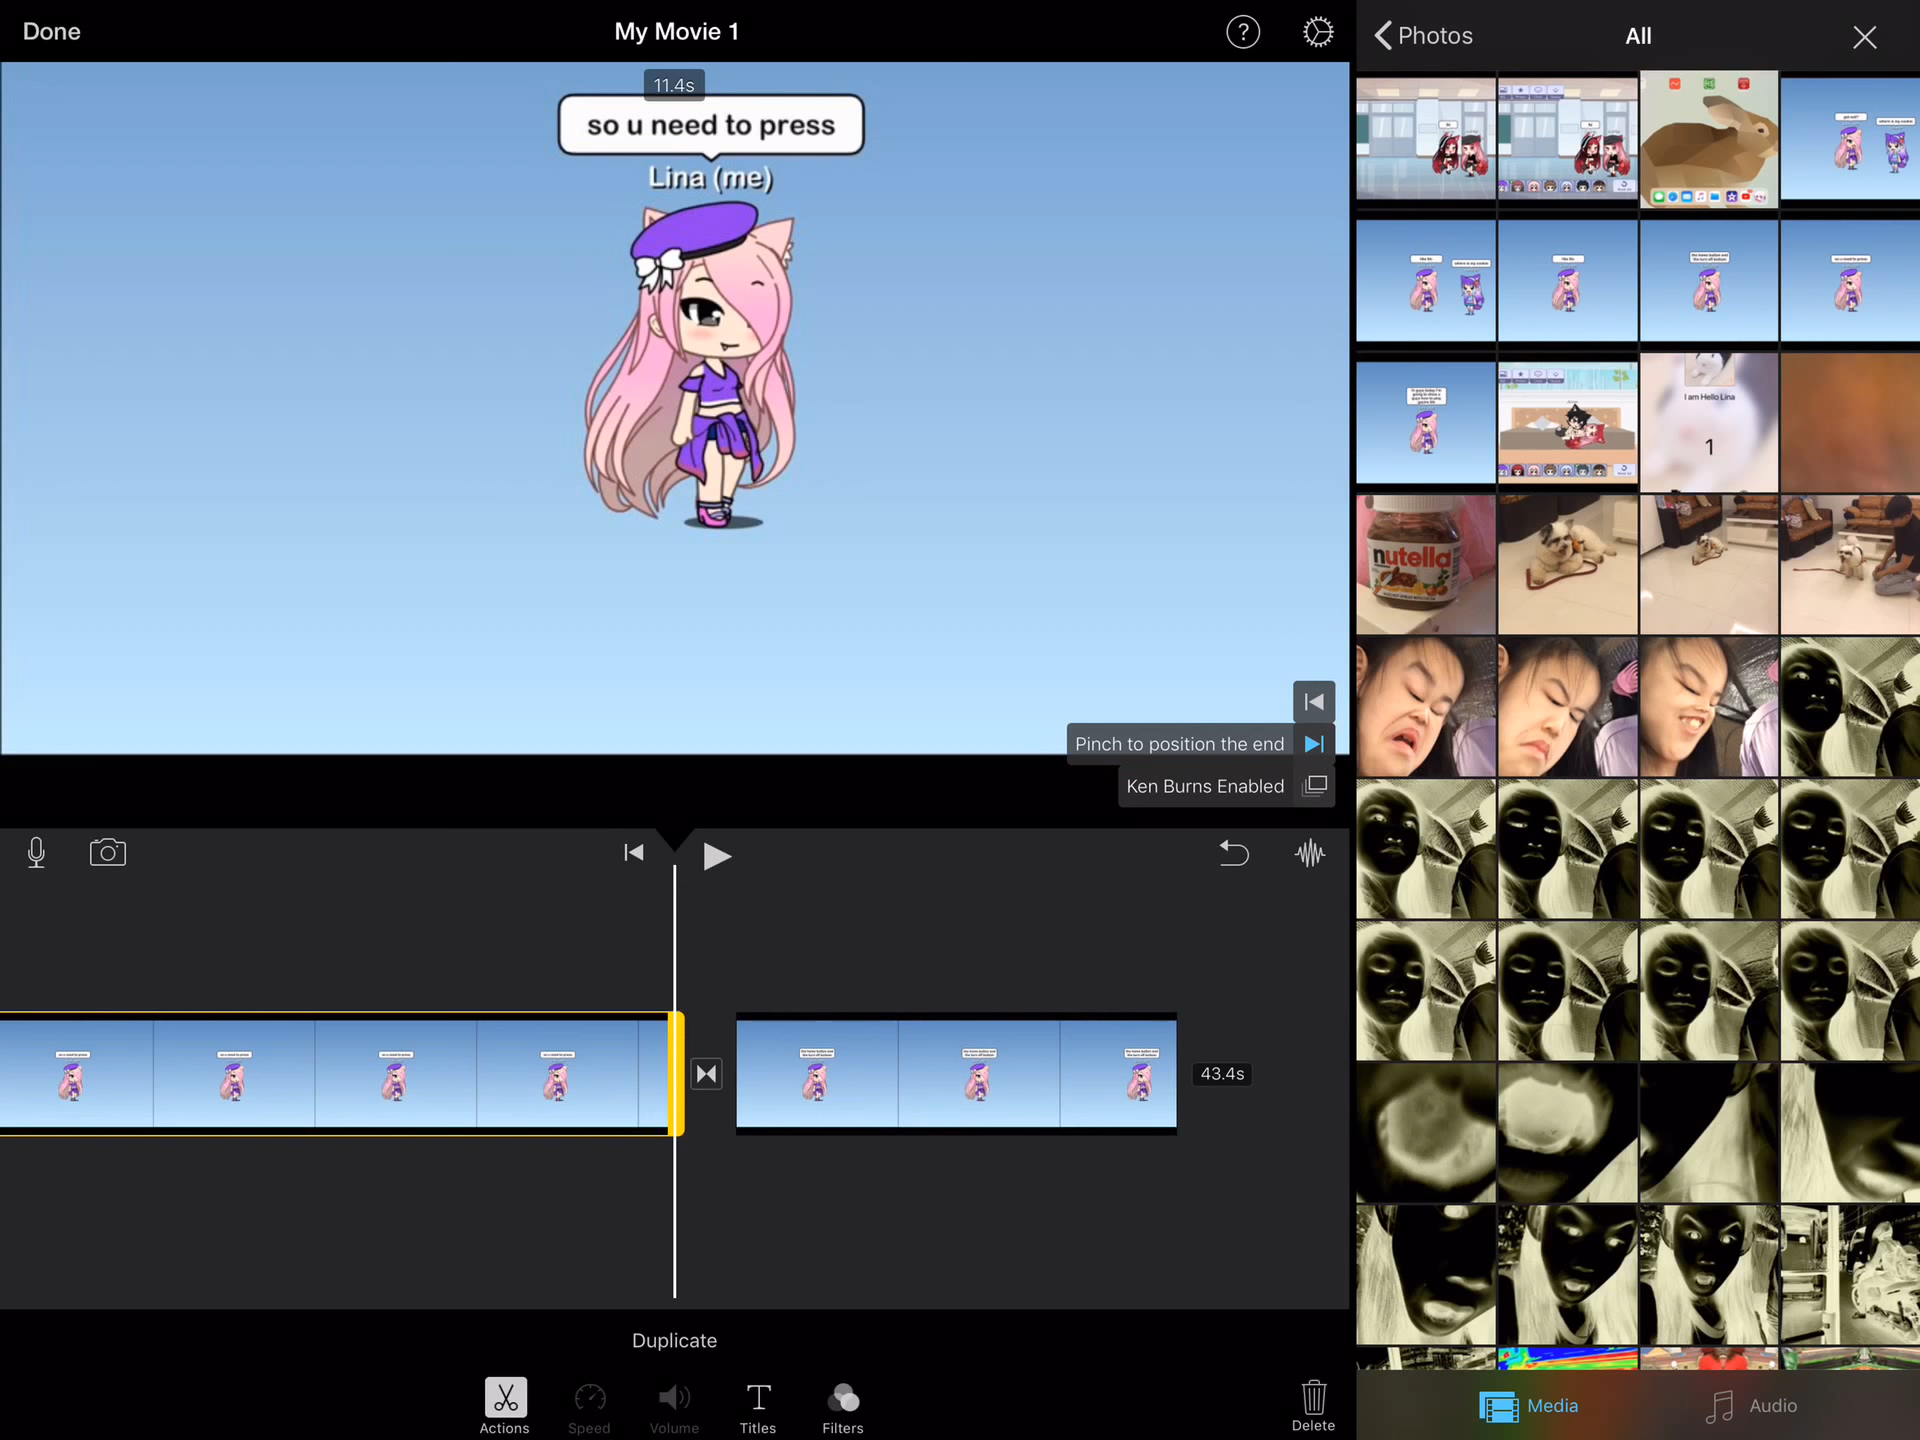 Done
My Movie 1
?
Photos
All
11.4s
so u need to press
Lina (me)
I am Hello Lina
1
nutella
Pinch to position the end
Ken Burns Enabled
43.4s
Duplicate
Actions
Speed
Volume
T
Titles
Filters
Delete
Media
Audio